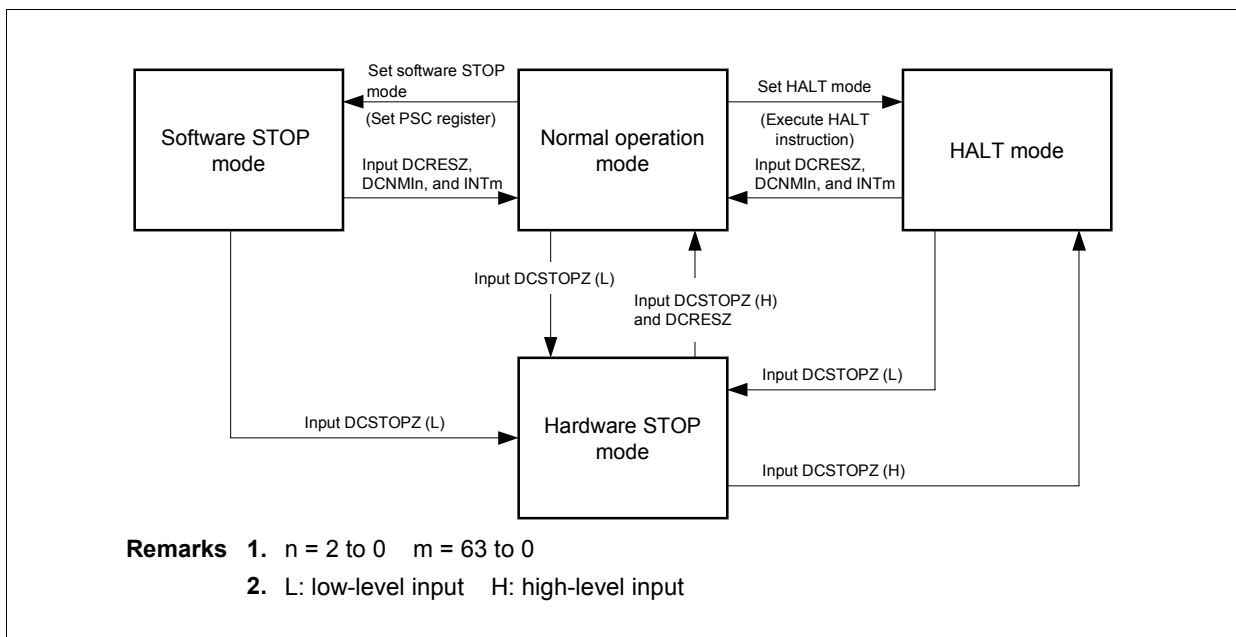 Set software STOP
mode
(Set PSC register)
Set HALT mode
(Execute HALT
instruction)
Software STOP
mode
Normal operation
mode
HALT mode
Input DCRESZ,
DCNMIn, and INTm
Input DCRESZ,
DCNMIn, and INTm
Input DCSTOPZ (L)
Input DCSTOPZ (H)
and DCRESZ
Input DCSTOPZ (L)
Input DCSTOPZ (L)
Hardware STOP
mode
Input DCSTOPZ (H)
Remarks 1. n = 2 to 0 m = 63 to 0
2. L: low-level input H: high-level input